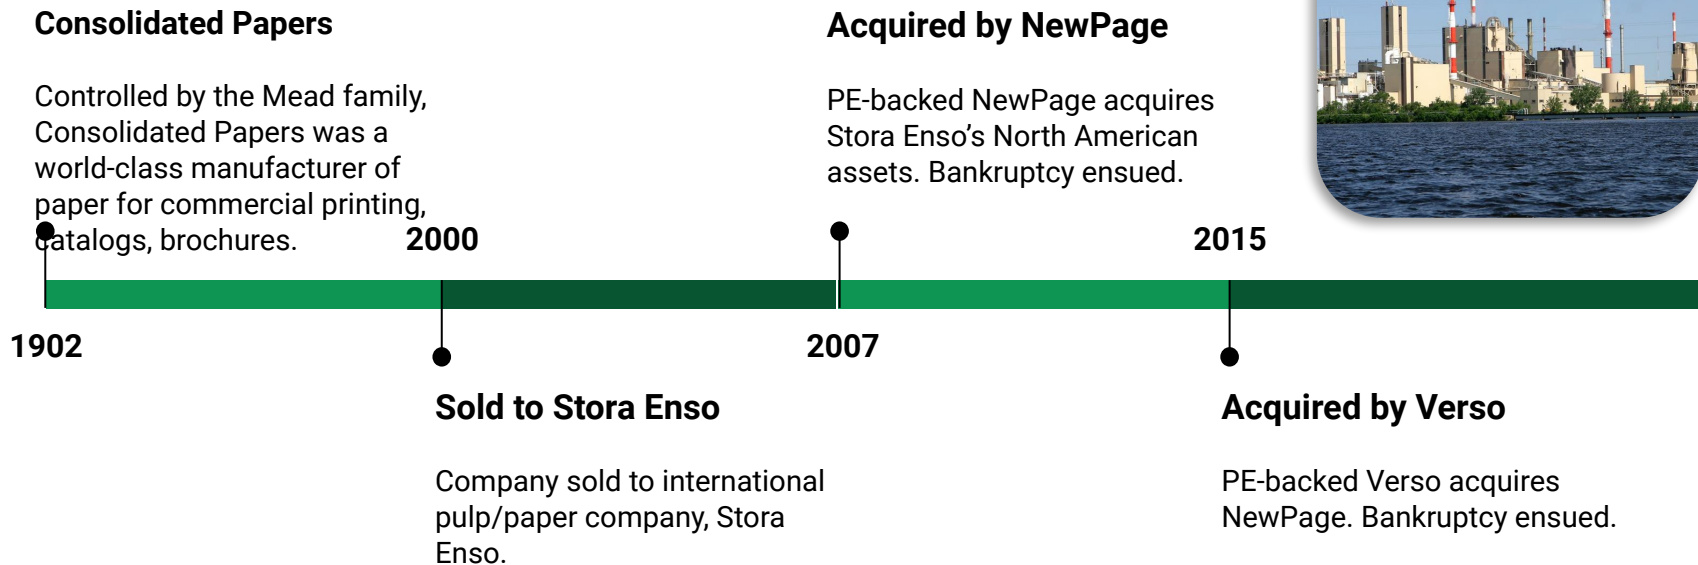 Consolidated Papers
Controlled by the Mead family,
Consolidated Papers was a
world-class manufacturer of
paper for commercial printing,
catalogs, brochures.
1902
2000
Sold to Stora Enso
Company sold to international
pulp/paper company, Stora
Enso.
Acquired by NewPage
PE-backed NewPage acquires
Stora Enso’s North American
assets. Bankruptcy ensued.
2007
2015
Acquired by Verso
PE-backed Verso acquires
NewPage. Bankruptcy ensued.